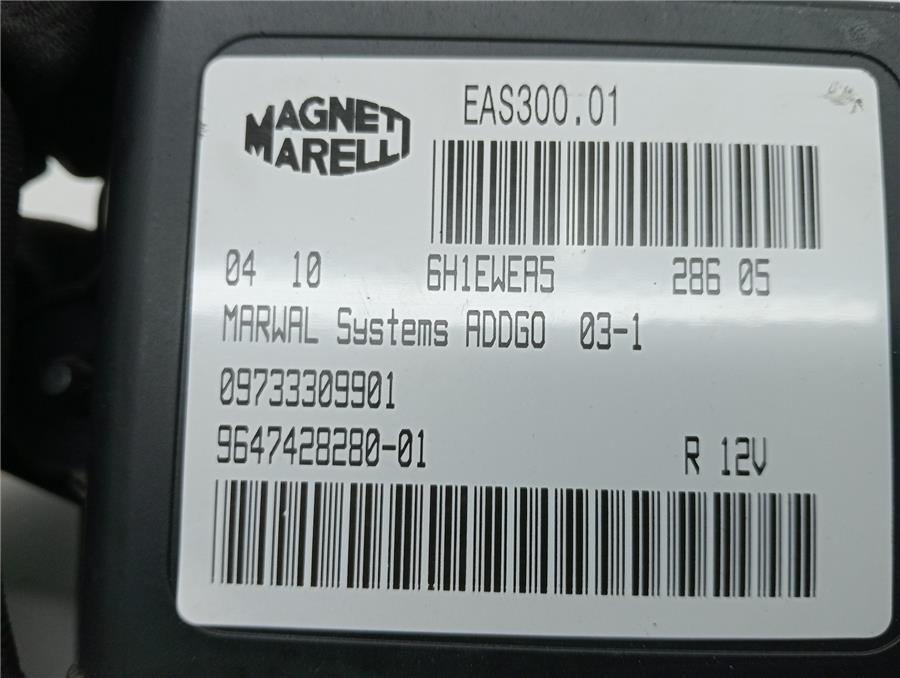 MAGNETI
MARELLI
EAS300.01
04 10 6H1EWEA5 286 05
MARWAL Systems ADDGO 03-1
09733309901
9647428280-01
R 12V